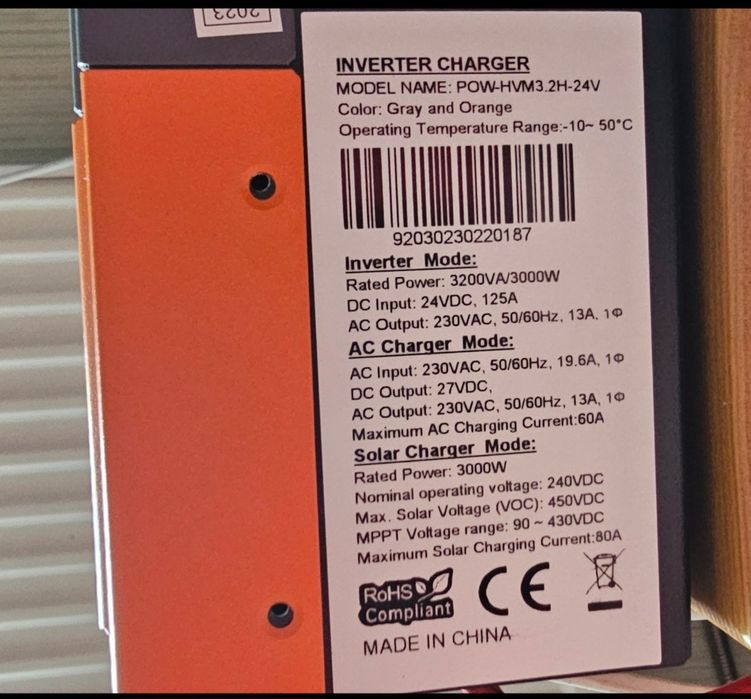 2023
INVERTER CHARGER
MODEL NAME: POW-HVM3.2H-24V
Color: Gray and Orange
Operating Temperature Range:-10~ 50°C
92030230220187
Inverter Mode:
Rated Power: 3200VA/3000W
DC Input: 24VDC, 125A
AC Output: 230VAC, 50/60Hz, 13A, 1Φ
AC Charger Mode:
AC Input: 230VAC, 50/60Hz, 19.6A, 1Φ
DC Output: 27VDC,
AC Output: 230VAC, 50/60Hz, 13A, 1Φ
Maximum AC Charging Current:60A
Solar Charger Mode:
Rated Power: 3000W
Nominal operating voltage: 240VDC
Max. Solar Voltage (VOC): 450VDC
MPPT Voltage range: 90 ~ 430VDC
Maximum Solar Charging Current:80A
RoHS
Compliant
CE
MADE IN CHINA